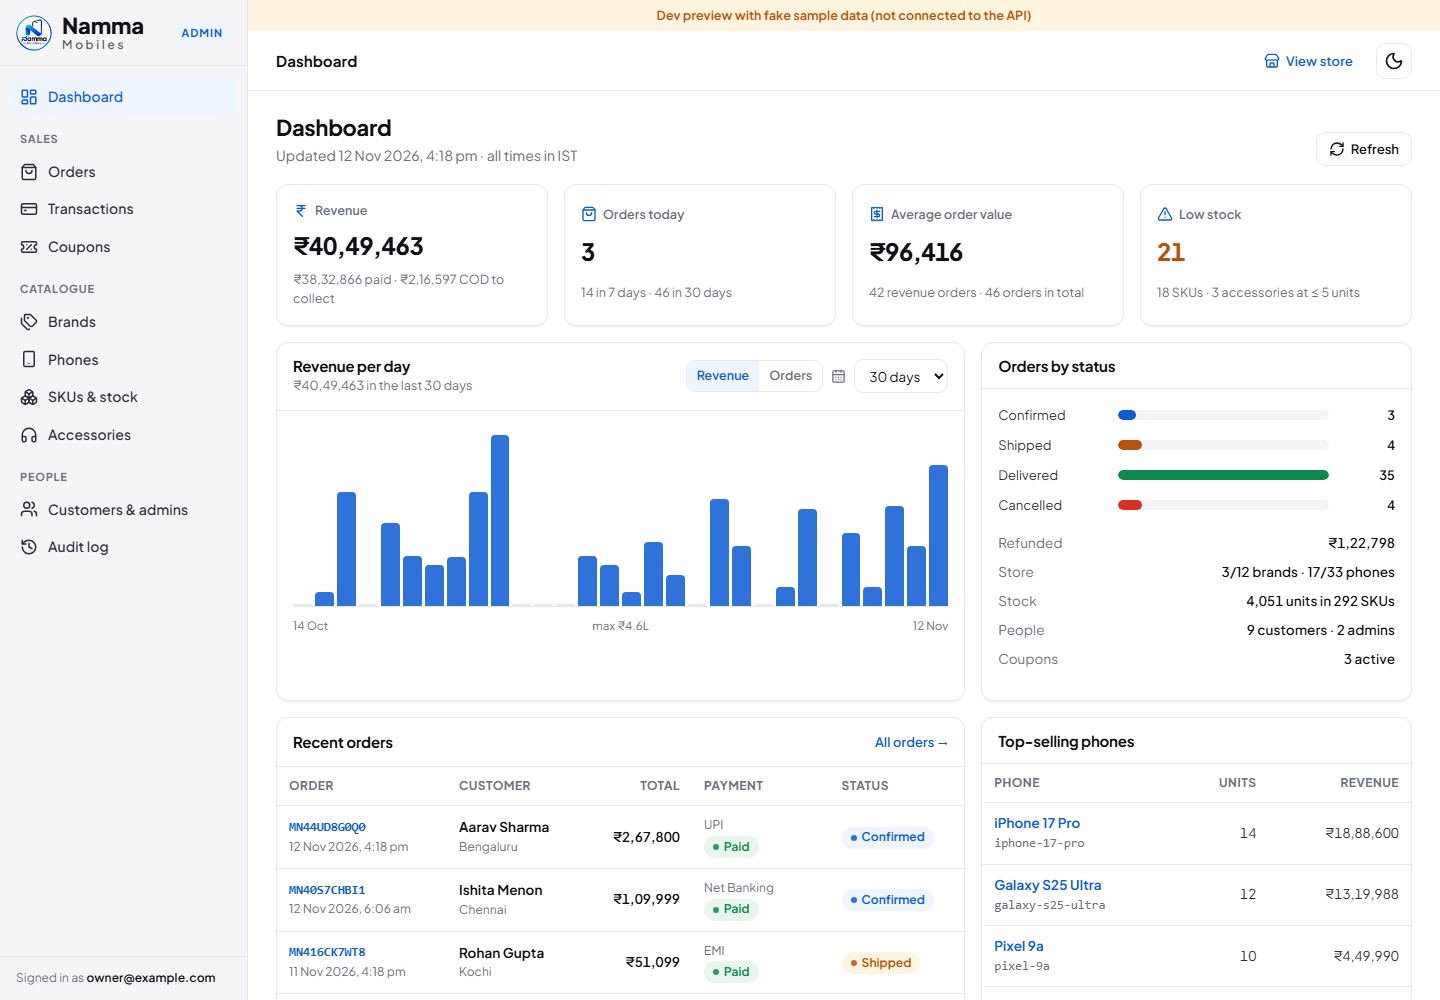 Dev preview with fake sample data (not connected to the API)
Namma
Mobiles
ADMIN
Dashboard
SALES
Orders
Transactions
Coupons
CATALOGUE
Brands
Phones
SKUs & stock
Accessories
PEOPLE
Customers & admins
Audit log
Signed in as owner@example.com
Dashboard
View store
Dashboard
Updated 12 Nov 2026, 4:18 pm · all times in IST
Refresh
Revenue
₹40,49,463
₹38,32,866 paid · ₹2,16,597 COD to
collect
Orders today
3
14 in 7 days · 46 in 30 days
Average order value
₹96,416
42 revenue orders · 46 orders in total
Low stock
21
18 SKUs · 3 accessories at ≤ 5 units
Revenue per day
₹40,49,463 in the last 30 days
Revenue Orders
30 days
14 Oct max ₹4.6L 12 Nov
Orders by status
Confirmed 3
Shipped 4
Delivered 35
Cancelled 4
Refunded ₹1,22,798
Store 3/12 brands · 17/33 phones
Stock 4,051 units in 292 SKUs
People 9 customers · 2 admins
Coupons 3 active
Recent orders
All orders →
ORDER CUSTOMER TOTAL PAYMENT STATUS
MN44UD8G0Q0 Aarav Sharma ₹2,67,800 UPI Confirmed
12 Nov 2026, 4:18 pm Bengaluru Paid
MN40S7CHBI1 Ishita Menon ₹1,09,999 Net Banking Confirmed
12 Nov 2026, 6:06 am Chennai Paid
MN416CK7WT8 Rohan Gupta ₹51,099 EMI Shipped
11 Nov 2026, 4:18 pm Kochi Paid
Top-selling phones
PHONE UNITS REVENUE
iPhone 17 Pro 14 ₹18,88,600
iphone-17-pro
Galaxy S25 Ultra 12 ₹13,19,988
galaxy-s25-ultra
Pixel 9a 10 ₹4,49,990
pixel-9a